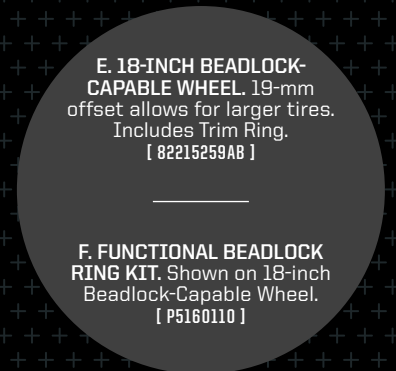 E. 18-INCH BEADLOCK-
CAPABLE WHEEL. 19-mm
offset allows for larger tires.
Includes Trim Ring.
[ 82215259AB ]
F. FUNCTIONAL BEADLOCK
RING KIT. Shown on 18-inch
Beadlock-Capable Wheel.
[ P5160110 ]